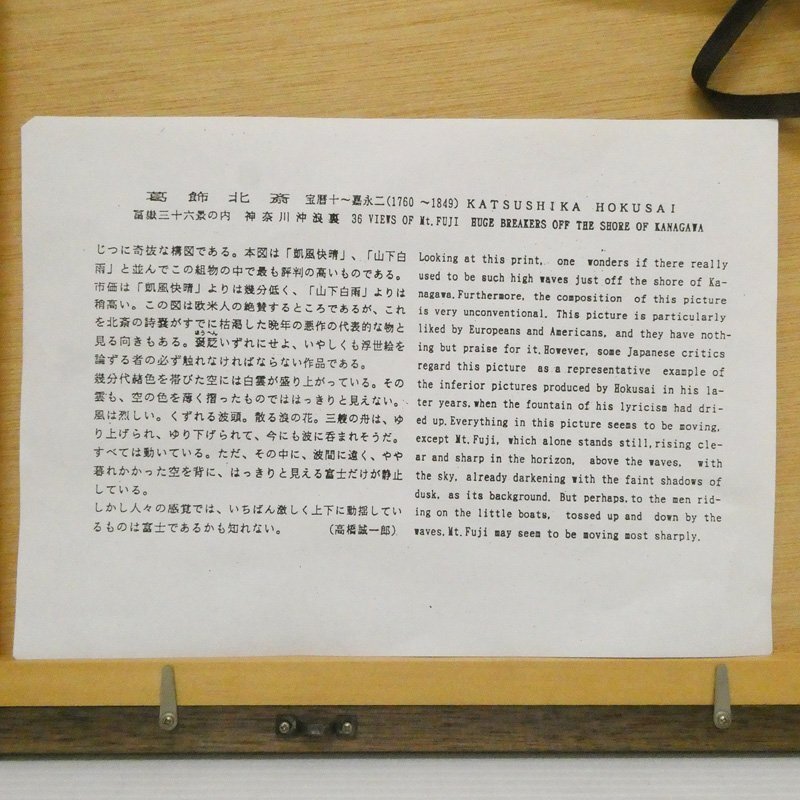 葛飾北斎 宝暦十～嘉永二(1760 ～1849) KATSUSHIKA HOKUSAI
冨嶽三十六景の内 神奈川沖浪裏 36 VIEWS OF Mt.FUJI HUGE BREAKERS OFF THE SHORE OF KANAGAWA
じつに奇抜な構図である。本図は「凱風快晴」、「山下白
雨」と並んでこの組物の中で最も評判の高いものである。
市価は「凱風快晴」よりは幾分低く、「山下白雨」よりは
稍高い。この図は欧米人の絶賛するところであるが、これ
を北斎の詩嚢がすでに枯渇した晩年の悪作の代表的な物と
見る向きもある。褒貶いずれにせよ、いやしくも浮世絵を
論ずる者の必ず触れなければならない作品である。
幾分代赭色を帯びた空には白雲が盛り上がっている。その
雲も、空の色を薄く摺ったものでははっきりと見えない。
風は烈しい。くずれる波頭。散る浪の花。三艘の舟は、ゆ
り上げられ、ゆり下げられて、今にも波に呑まれそうだ。
すべては動いている。ただ、その中に、波間に遠く、やや
暮れかかった空を背に、はっきりと見える富士だけが静止
している。
しかし人々の感覚では、いちばん激しく上下に動揺してい
るものは富士であるかも知れない。 (高橋誠一郎)
Looking at this print, one wonders if there really
used to be such high waves just off the shore of Ka-
nagawa.Furthermore, the composition of this picture
is very unconventional. This picture is particularly
liked by Europeans and Americans, and they have noth-
ing but praise for it.However, some Japanese critics
regard this picture as a representative example of
the inferior pictures produced by Hokusai in his la-
ter years,when the fountain of his lyricism had dri-
ed up.Everything in this picture seems to be moving,
except Mt.Fuji, which alone stands still,rising cle-
ar and sharp in the horizon, above the waves, with
the sky, already darkening with the faint shadows of
dusk, as its background. But perhaps,to the men rid-
ing on the little boats, tossed up and down by the
waves,Mt.Fuji may seem to be moving most sharply.